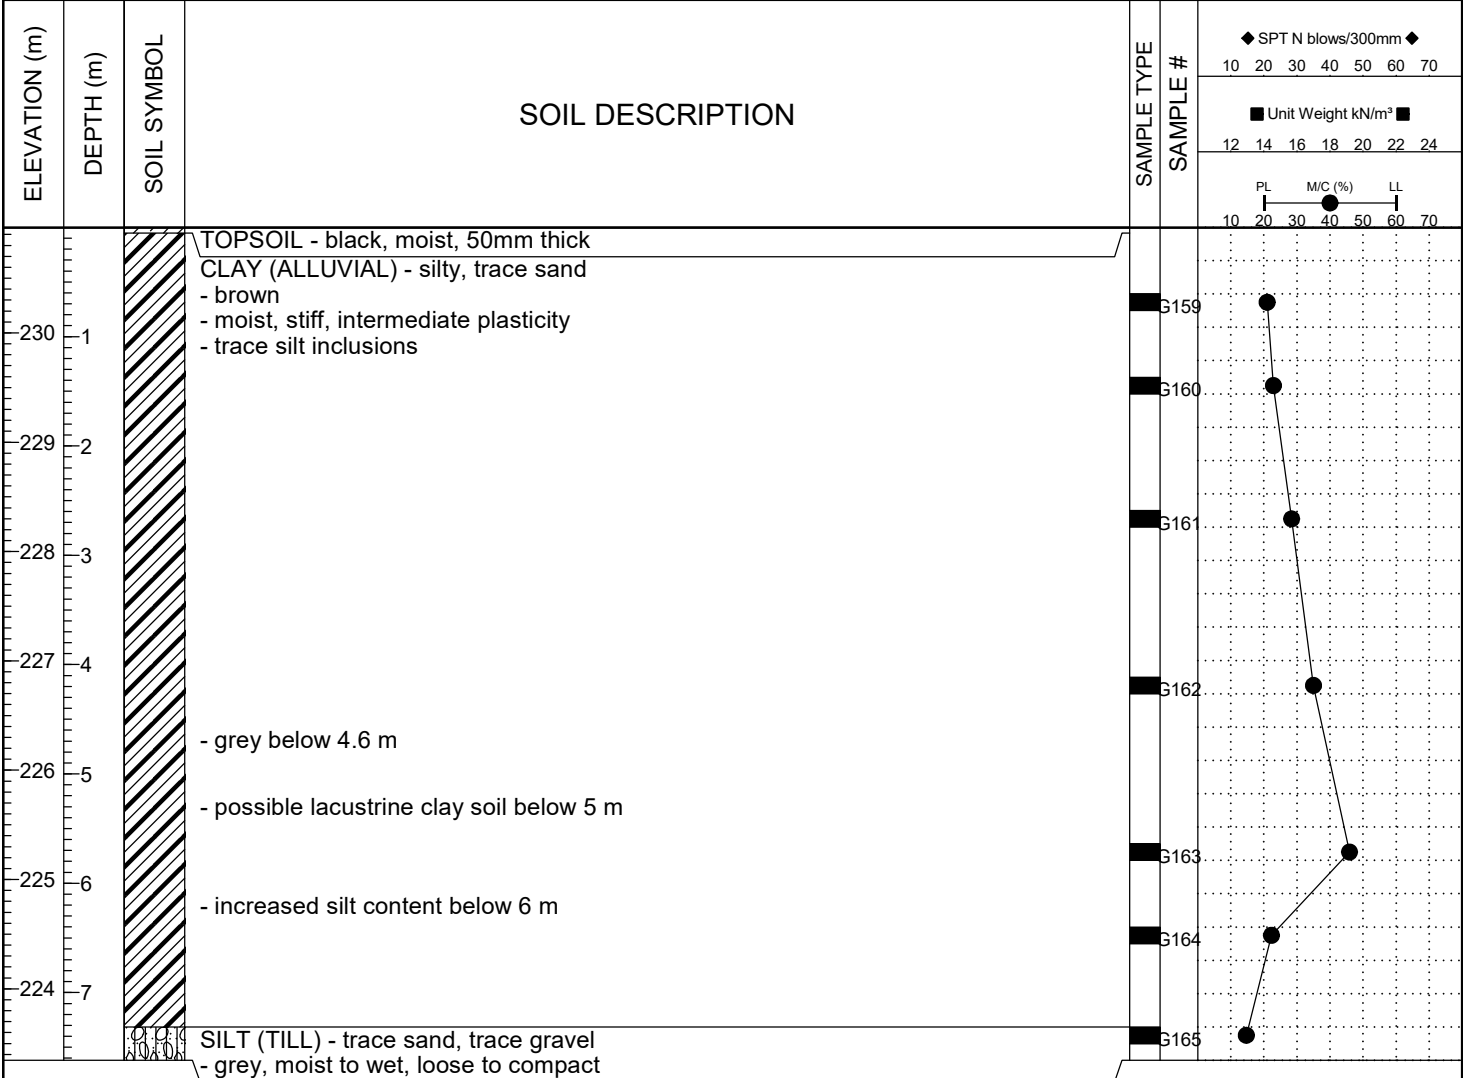 ELEVATION (m)
DEPTH (m)
SOIL SYMBOL
SOIL DESCRIPTION
SAMPLE TYPE
SAMPLE #
◆ SPT N blows/300mm ◆
10 20 30 40 50 60 70
■ Unit Weight kN/m³ ■
12 14 16 18 20 22 24
PL M/C (%) LL
10 20 30 40 50 60 70
TOPSOIL - black, moist, 50mm thick
CLAY (ALLUVIAL) - silty, trace sand
- brown
G159
- moist, stiff, intermediate plasticity
230 1
- trace silt inclusions
G160
229 2
G161
228 3
227 4
G162
- grey below 4.6 m
226 5
- possible lacustrine clay soil below 5 m
G163
225 6
- increased silt content below 6 m
G164
224 7
SILT (TILL) - trace sand, trace gravel
G165
- grey, moist to wet, loose to compact